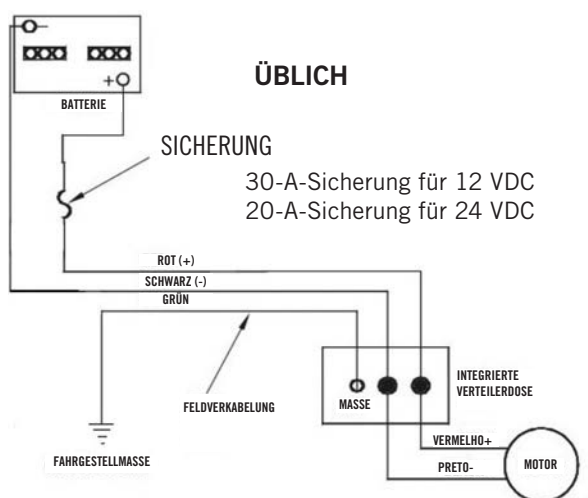 −
+
BATTERIE
ÜBLICH
SICHERUNG
30-A-Sicherung für 12 VDC
20-A-Sicherung für 24 VDC
ROT (+)
SCHWARZ (-)
GRÜN
FELDVERKABELUNG
FAHRGESTELLMASSE
MASSE
INTEGRIERTE
VERTEILERDOSE
VERMELHO+
PRETO-
MOTOR